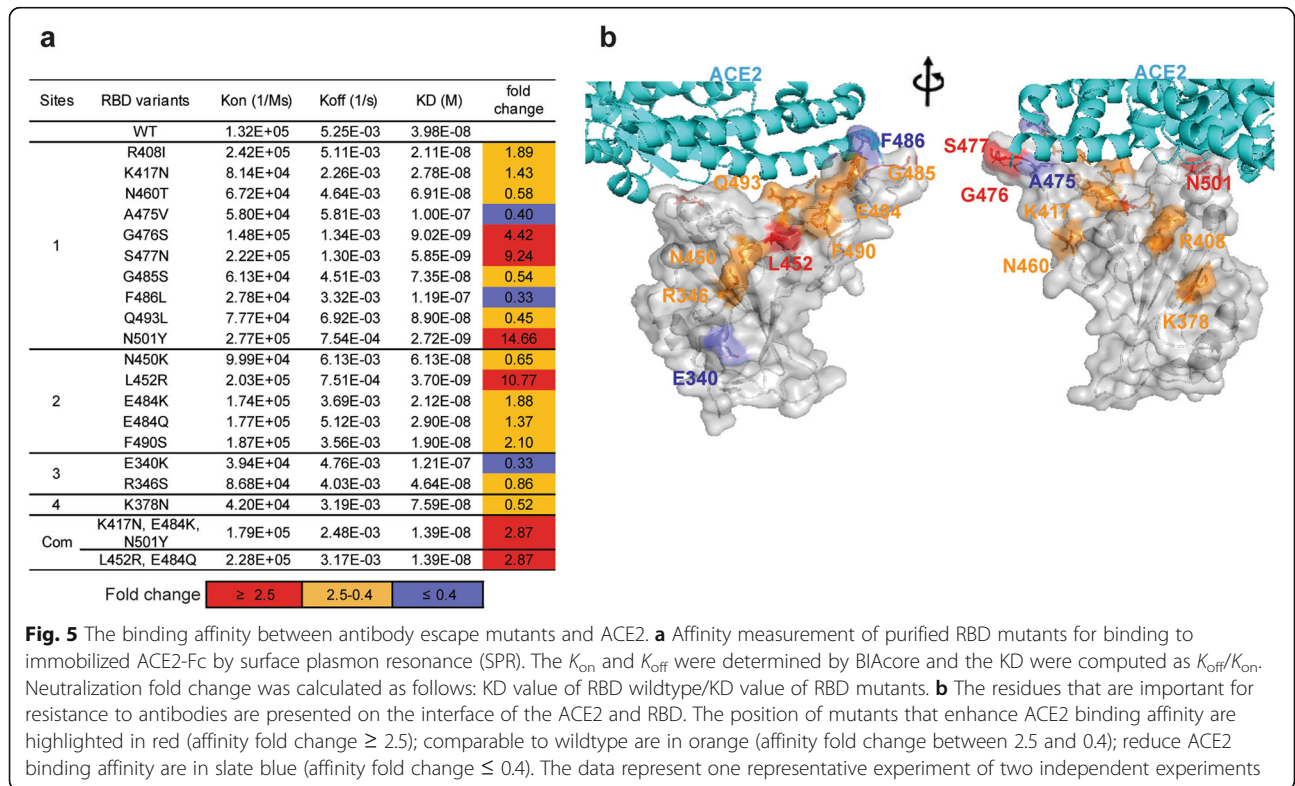 a
Sites RBD variants Kon (1/Ms) Koff (1/s) KD (M) fold change
WT 1.32E+05 5.25E-03 3.98E-08
1
R408I 2.42E+05 5.11E-03 2.11E-08 1.89
K417N 8.14E+04 2.26E-03 2.78E-08 1.43
N460T 6.72E+04 4.64E-03 6.91E-08 0.58
A475V 5.80E+04 5.81E-03 1.00E-07 0.40
G476S 1.48E+05 1.34E-03 9.02E-09 4.42
S477N 2.22E+05 1.30E-03 5.85E-09 9.24
G485S 6.13E+04 4.51E-03 7.35E-08 0.54
F486L 2.78E+04 3.32E-03 1.19E-07 0.33
Q493L 7.77E+04 6.92E-03 8.90E-08 0.45
N501Y 2.77E+05 7.54E-04 2.72E-09 14.66
2
N450K 9.99E+04 6.13E-03 6.13E-08 0.65
L452R 2.03E+05 7.51E-04 3.70E-09 10.77
E484K 1.74E+05 3.69E-03 2.12E-08 1.88
E484Q 1.77E+05 5.12E-03 2.90E-08 1.37
F490S 1.87E+05 3.56E-03 1.90E-08 2.10
3
E340K 3.94E+04 4.76E-03 1.21E-07 0.33
R346S 8.68E+04 4.03E-03 4.64E-08 0.86
4 K378N 4.20E+04 3.19E-03 7.59E-08 0.52
Com
K417N, E484K,
N501Y 1.79E+05 2.48E-03 1.39E-08 2.87
L452R, E484Q 2.28E+05 3.17E-03 1.39E-08 2.87
Fold change ≥ 2.5 2.5-0.4 ≤ 0.4
b
ACE2
F486
Q493
G485
E484
N450
F490
L452
R346
E340
ACE2
S477
A475
N501
G476
K417
R408
N460
K378
Fig. 5 The binding affinity between antibody escape mutants and ACE2. a Affinity measurement of purified RBD mutants for binding to
immobilized ACE2-Fc by surface plasmon resonance (SPR). The Kon and Koff were determined by BIAcore and the KD were computed as Koff/Kon.
Neutralization fold change was calculated as follows: KD value of RBD wildtype/KD value of RBD mutants. b The residues that are important for
resistance to antibodies are presented on the interface of the ACE2 and RBD. The position of mutants that enhance ACE2 binding affinity are
highlighted in red (affinity fold change ≥ 2.5); comparable to wildtype are in orange (affinity fold change between 2.5 and 0.4); reduce ACE2
binding affinity are in slate blue (affinity fold change ≤ 0.4). The data represent one representative experiment of two independent experiments